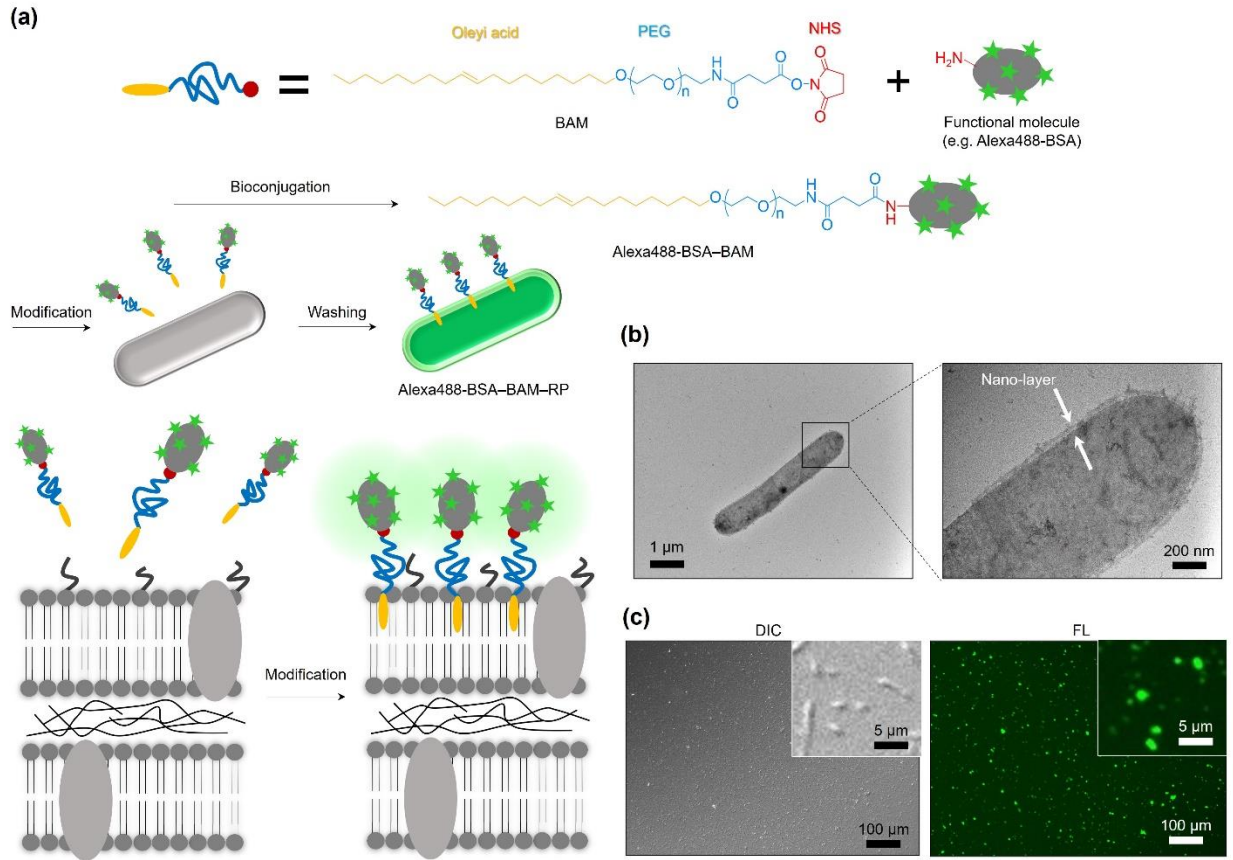 (a)
Oleyi acid PEG NHS
O O n H N O O O N O O
BAM
H₂N
Functional molecule
(e.g. Alexa488-BSA)
Bioconjugation
O O n H N O O N H
Alexa488-BSA–BAM
Modification
Washing
Alexa488-BSA–BAM–RP
Modification
(b)
Nano-layer
1 µm
200 nm
(c)
DIC
5 µm
100 µm
FL
5 µm
100 µm